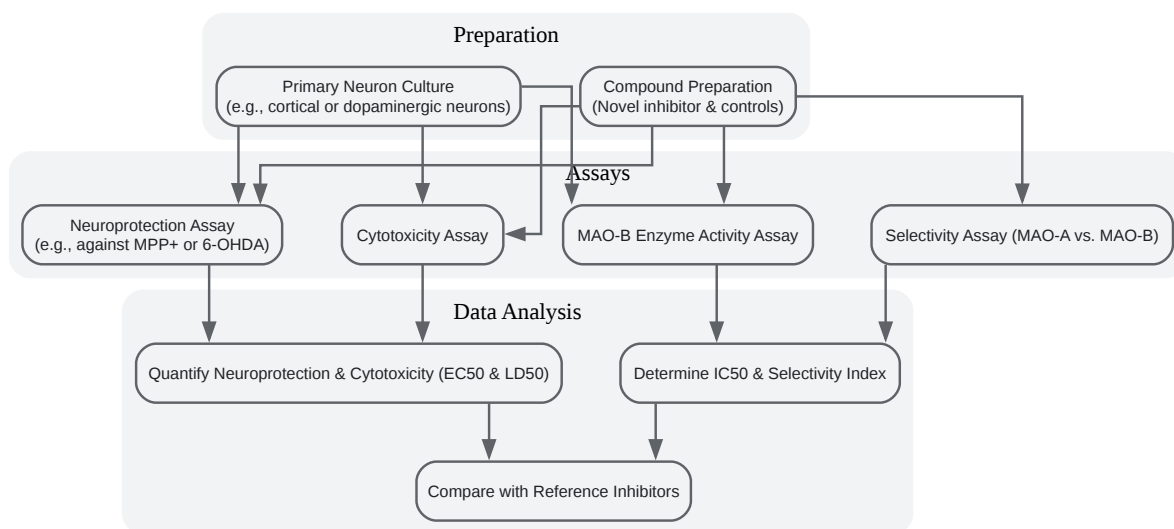 Preparation
Primary Neuron Culture
(e.g., cortical or dopaminergic neurons)
Compound Preparation
(Novel inhibitor & controls)
Assays
Neuroprotection Assay
(e.g., against MPP+ or 6-OHDA)
Cytotoxicity Assay
MAO-B Enzyme Activity Assay
Selectivity Assay (MAO-A vs. MAO-B)
Data Analysis
Quantify Neuroprotection & Cytotoxicity (EC50 & LD50)
Determine IC50 & Selectivity Index
Compare with Reference Inhibitors